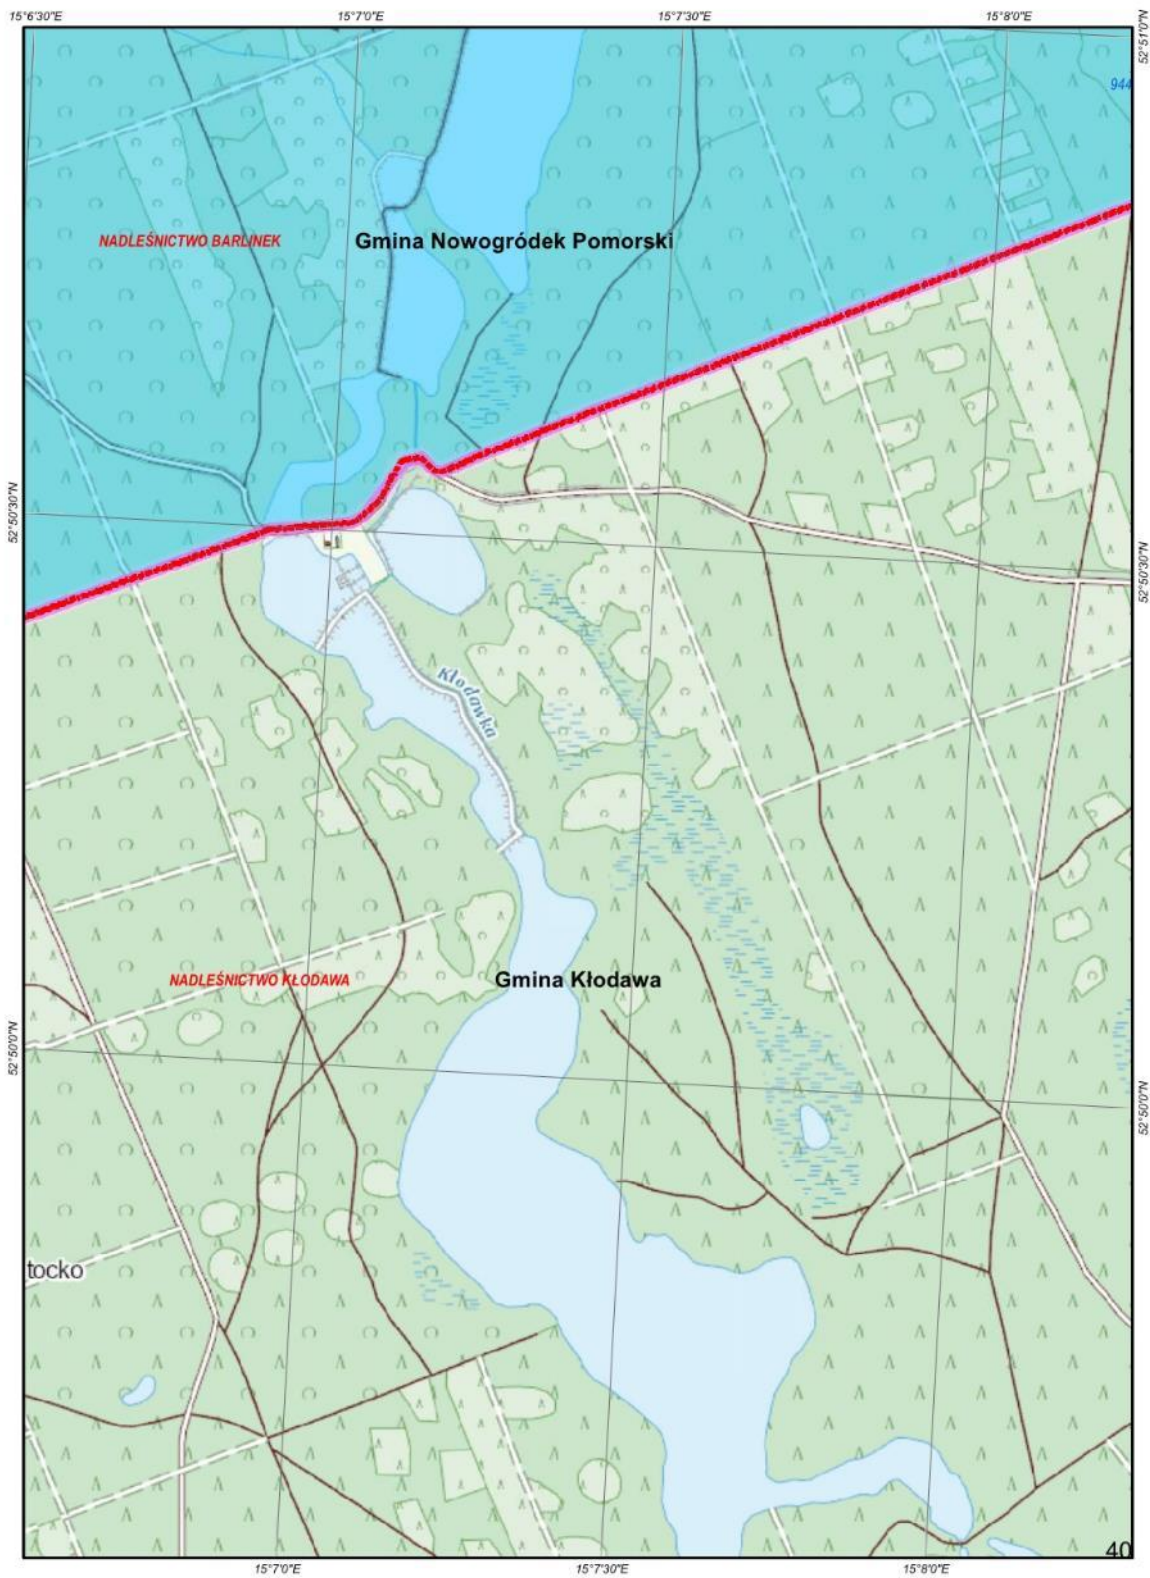 15°6'30"E 15°7'0"E 15°7'30"E 15°8'0"E
52°51'0"N
944
NADLEŚNICTWO BARLINEK
Gmina Nowogródek Pomorski
52°50'30"N
52°50'30"N
Kłodawka
NADLEŚNICTWO KŁODAWA
Gmina Kłodawa
52°50'0"N
52°50'0"N
tocko
40
15°7'0"E 15°7'30"E 15°8'0"E